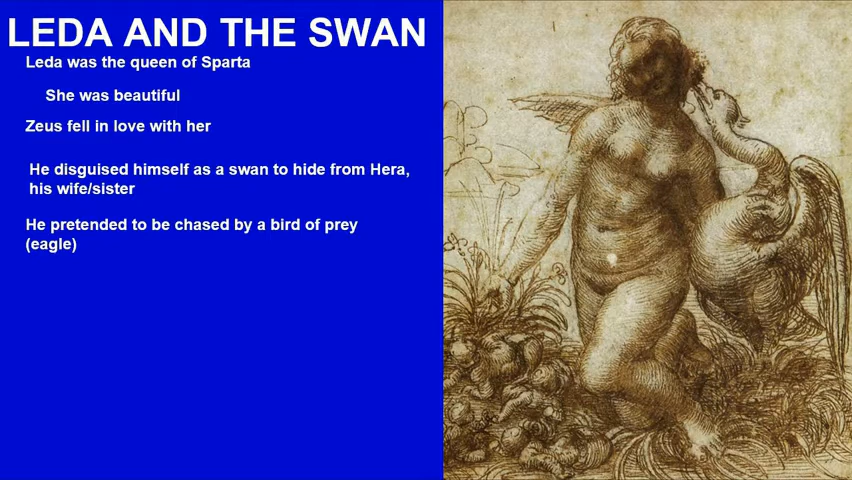 LEDA AND THE SWAN
Leda was the queen of Sparta
She was beautiful
Zeus fell in love with her
He disguised himself as a swan to hide from Hera,
his wife/sister
He pretended to be chased by a bird of prey
(eagle)